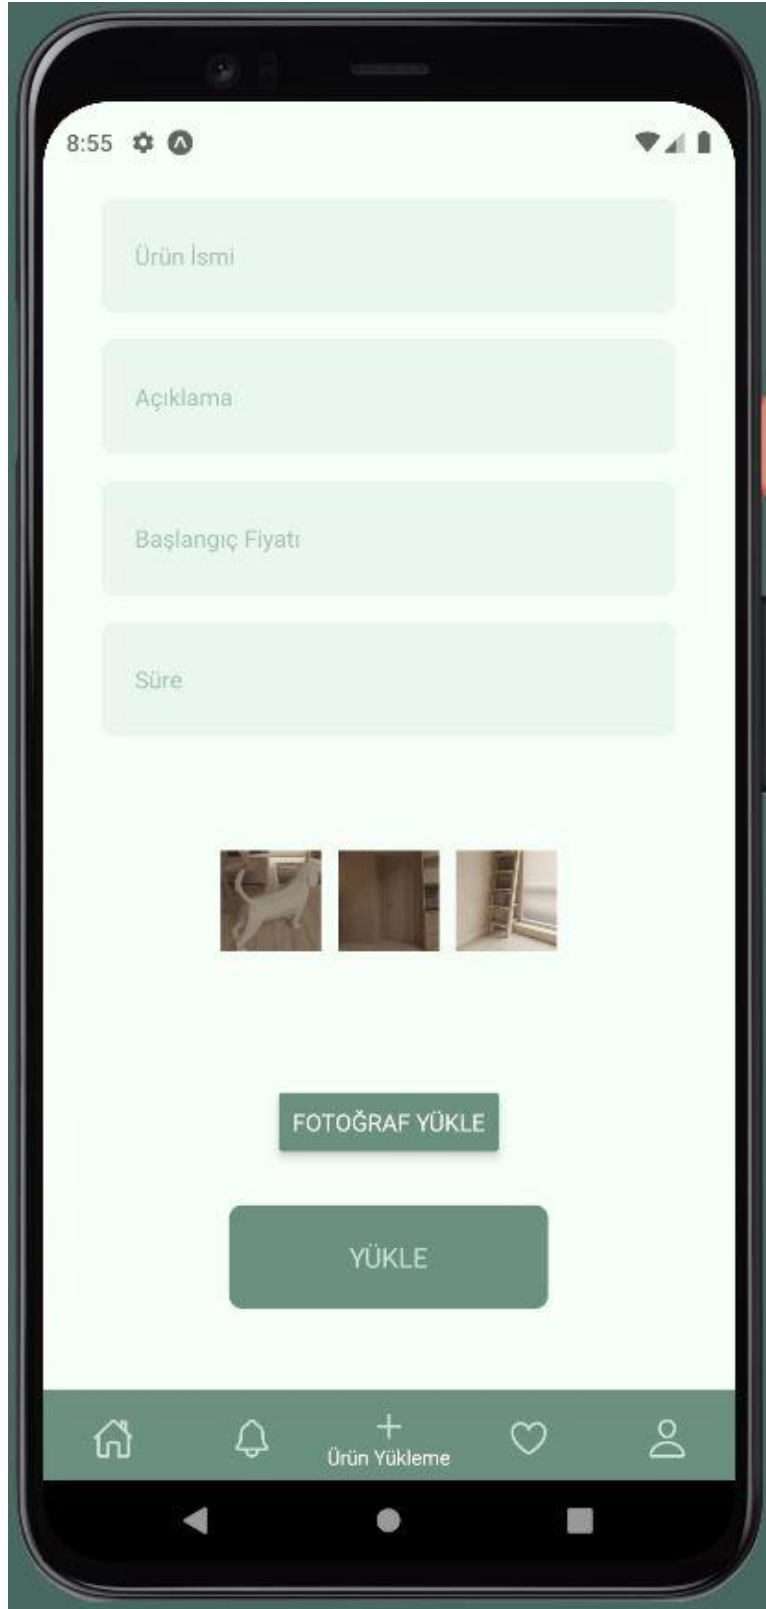 8:55
Ürün İsmi
Açıklama
Başlangıç Fiyatı
Süre
FOTOĞRAF YÜKLE
YÜKLE
Ürün Yükleme